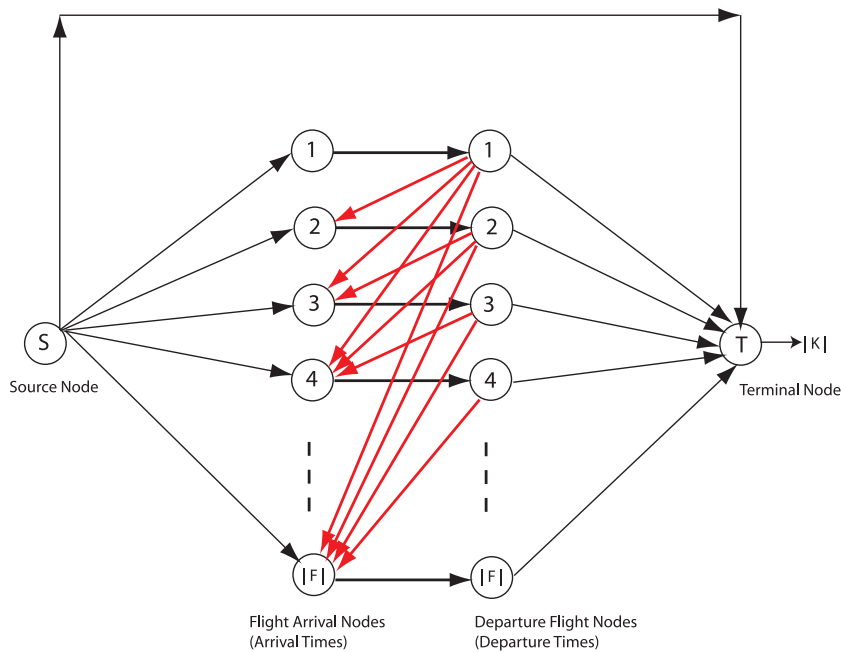 1
1
2
2
3
3
S
T
|K|
Source Node
4
4
Terminal Node
|F|
|F|
Flight Arrival Nodes
(Arrival Times)
Departure Flight Nodes
(Departure Times)